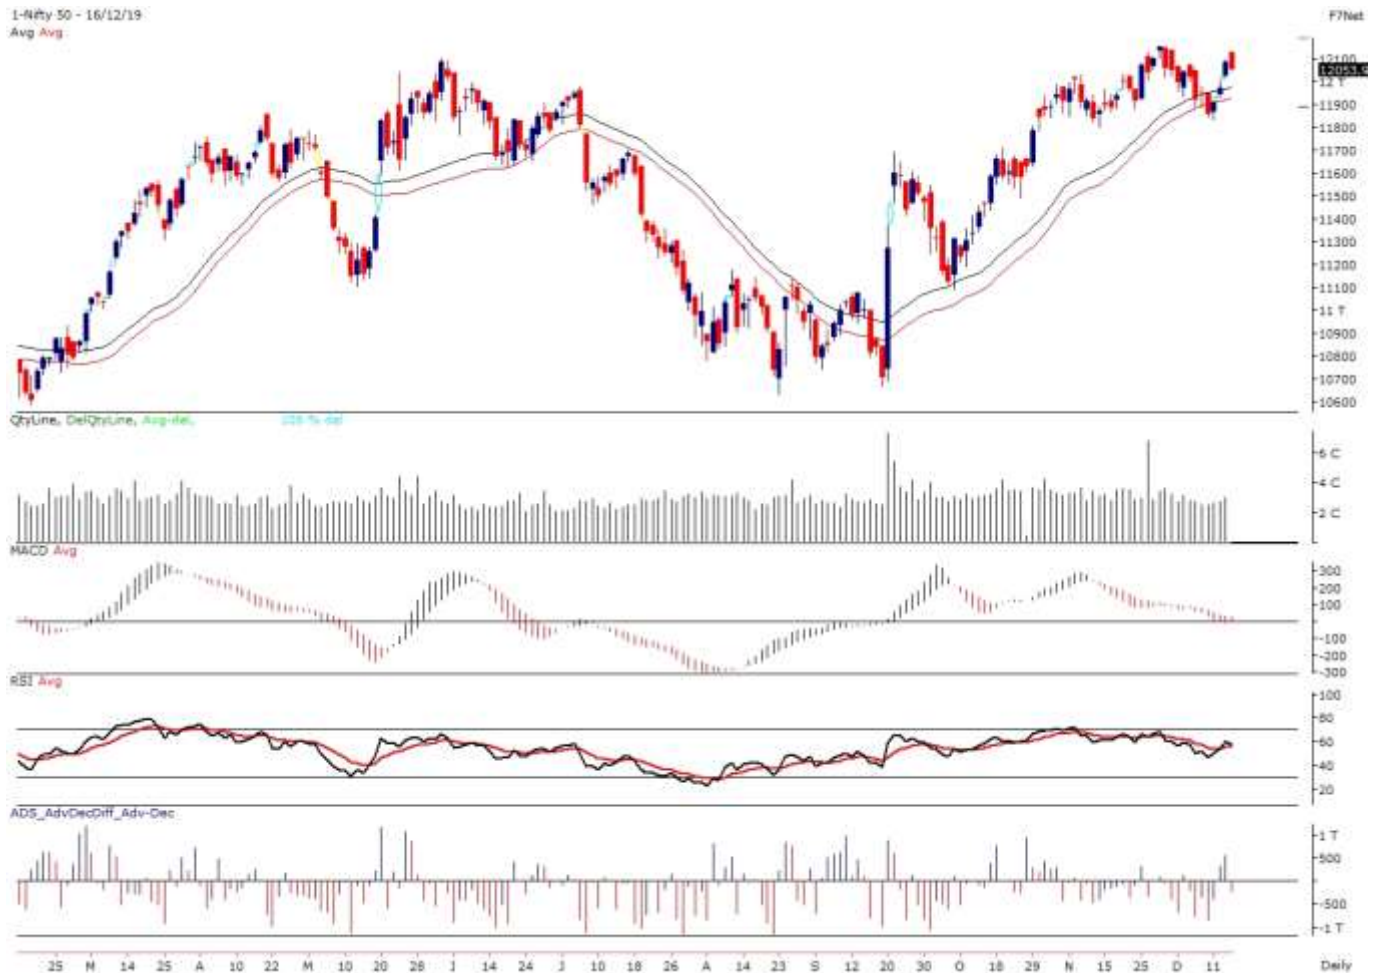 1-Nifty 50 - 16/12/19
F7Net
Avg Avg
12100
12053.9
12 T
11900
11800
11700
11600
11500
11400
11300
11200
11100
11 T
10900
10800
10700
10600
QtyLine, DelQtyLine, Avg-del, % del
6 C
4 C
2 C
MACD Avg
300
200
100
-100
-200
-300
RSI Avg
100
80
60
40
20
ADS_AdvDecDiff_Adv-Dec
1 T
500
-500
-1 T
25 M 14 25 A 10 22 M 10 20 28 J 14 24 J 10 18 26 A 14 23 S 12 20 30 O 18 29 N 15 25 D 11 Daily